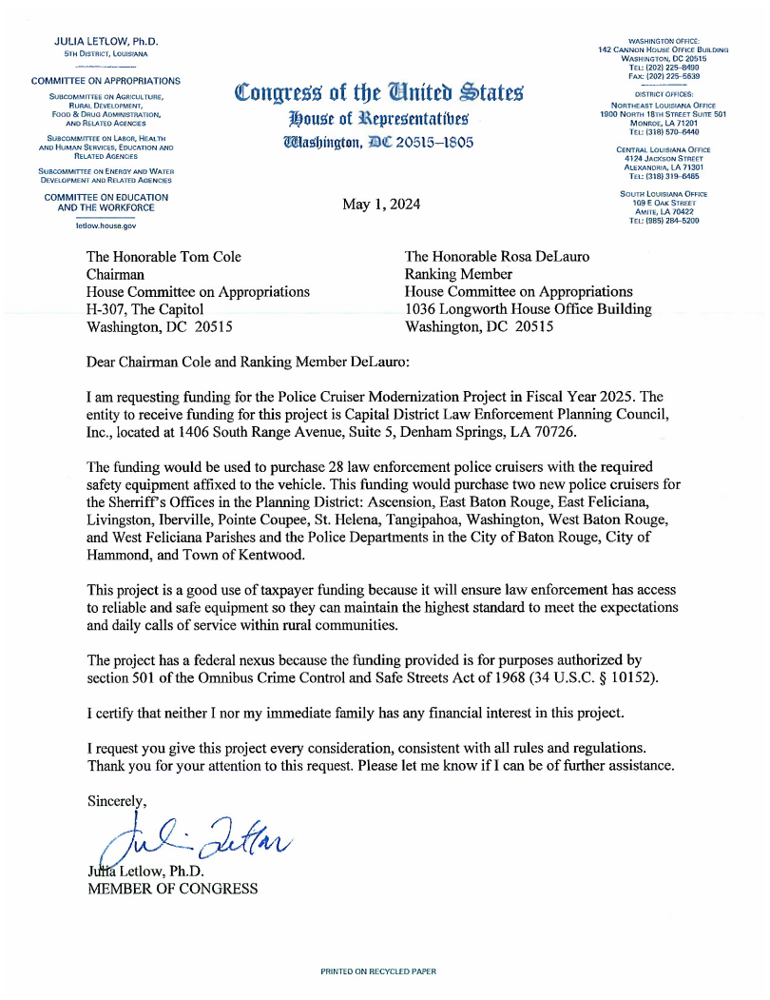 JULIA LETLOW, Ph.D.
5TH DISTRICT, LOUISIANA
COMMITTEE ON APPROPRIATIONS
SUBCOMMITTEE ON AGRICULTURE,
RURAL DEVELOPMENT,
FOOD & DRUG ADMINISTRATION,
AND RELATED AGENCIES
SUBCOMMITTEE ON LABOR, HEALTH
AND HUMAN SERVICES, EDUCATION AND
RELATED AGENCIES
SUBCOMMITTEE ON ENERGY AND WATER
DEVELOPMENT AND RELATED AGENCIES
COMMITTEE ON EDUCATION
AND THE WORKFORCE
letlow.house.gov
Congress of the United States
House of Representatives
Washington, DC 20515–1805
WASHINGTON OFFICE:
142 CANNON HOUSE OFFICE BUILDING
WASHINGTON, DC 20515
TEL: (202) 225–8490
FAX: (202) 225–5639
DISTRICT OFFICES:
NORTHEAST LOUISIANA OFFICE
1900 NORTH 18TH STREET SUITE 501
MONROE, LA 71201
TEL: (318) 570–6440
CENTRAL LOUISIANA OFFICE
4124 JACKSON STREET
ALEXANDRIA, LA 71301
TEL: (318) 319–6465
SOUTH LOUISIANA OFFICE
109 E OAK STREET
AMITE, LA 70422
TEL: (985) 284–5200
May 1, 2024
The Honorable Tom Cole
Chairman
House Committee on Appropriations
H-307, The Capitol
Washington, DC 20515
The Honorable Rosa DeLauro
Ranking Member
House Committee on Appropriations
1036 Longworth House Office Building
Washington, DC 20515
Dear Chairman Cole and Ranking Member DeLauro:
I am requesting funding for the Police Cruiser Modernization Project in Fiscal Year 2025. The
entity to receive funding for this project is Capital District Law Enforcement Planning Council,
Inc., located at 1406 South Range Avenue, Suite 5, Denham Springs, LA 70726.
The funding would be used to purchase 28 law enforcement police cruisers with the required
safety equipment affixed to the vehicle. This funding would purchase two new police cruisers for
the Sherriff's Offices in the Planning District: Ascension, East Baton Rouge, East Feliciana,
Livingston, Iberville, Pointe Coupee, St. Helena, Tangipahoa, Washington, West Baton Rouge,
and West Feliciana Parishes and the Police Departments in the City of Baton Rouge, City of
Hammond, and Town of Kentwood.
This project is a good use of taxpayer funding because it will ensure law enforcement has access
to reliable and safe equipment so they can maintain the highest standard to meet the expectations
and daily calls of service within rural communities.
The project has a federal nexus because the funding provided is for purposes authorized by
section 501 of the Omnibus Crime Control and Safe Streets Act of 1968 (34 U.S.C. § 10152).
I certify that neither I nor my immediate family has any financial interest in this project.
I request you give this project every consideration, consistent with all rules and regulations.
Thank you for your attention to this request. Please let me know if I can be of further assistance.
Sincerely,
Julia Letlow
Julia Letlow, Ph.D.
MEMBER OF CONGRESS
PRINTED ON RECYCLED PAPER